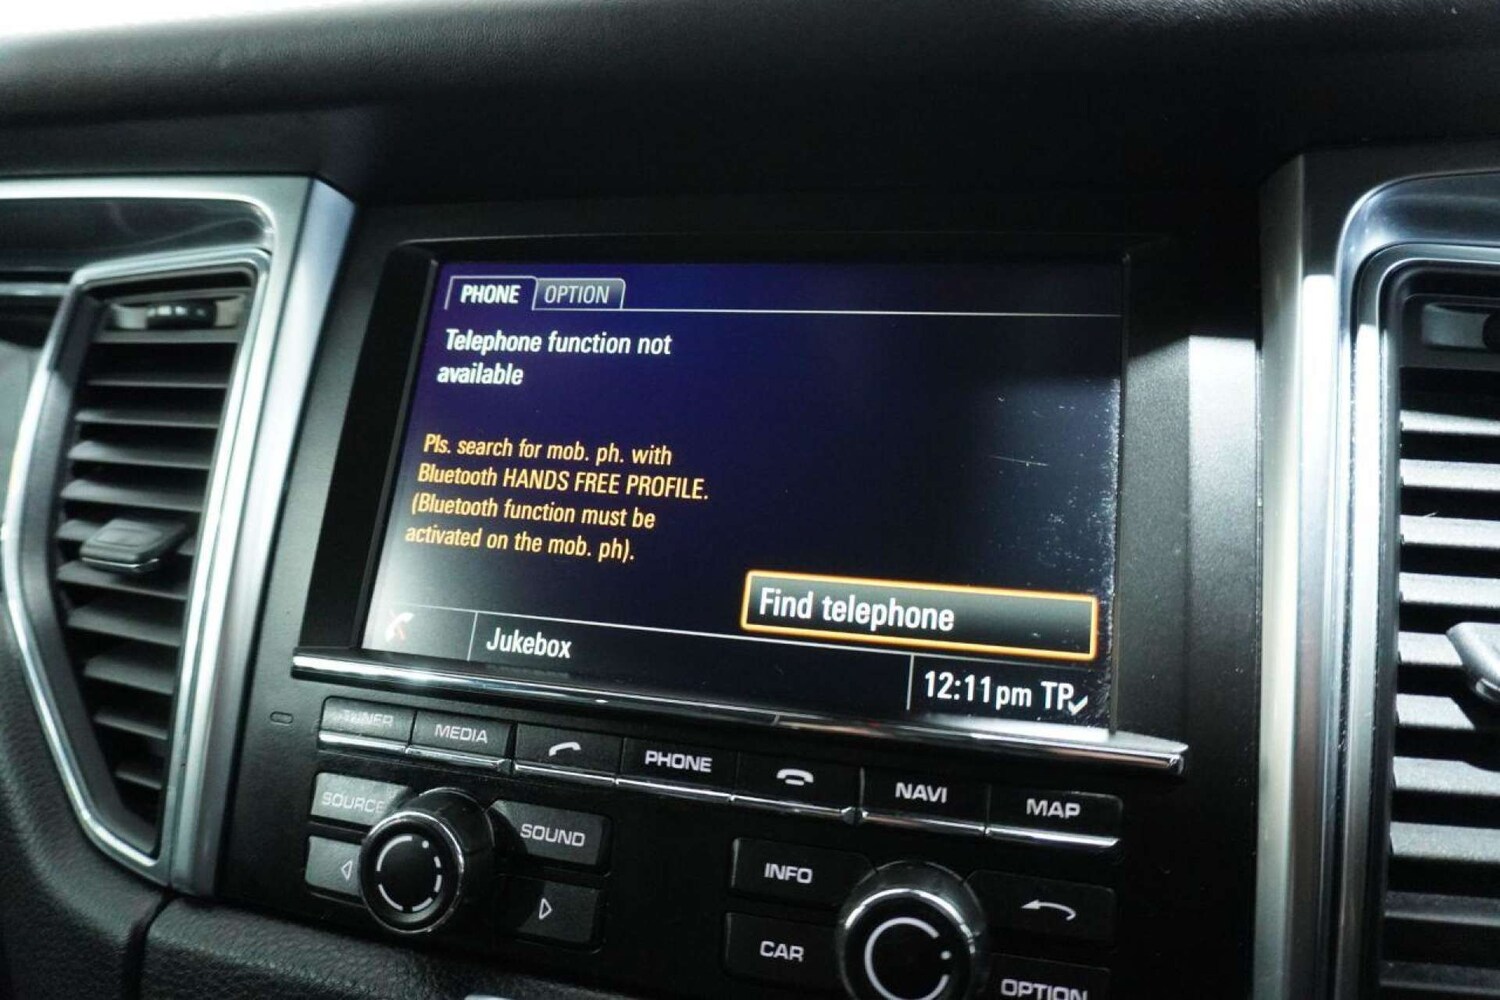 PHONE OPTION
Telephone function not
available
Pls. search for mob. ph. with
Bluetooth HANDS FREE PROFILE.
(Bluetooth function must be
activated on the mob. ph).
Find telephone
Jukebox
12:11pm TP
TUNER MEDIA PHONE NAVI MAP
SOURCE SOUND
INFO
CAR
OPTION